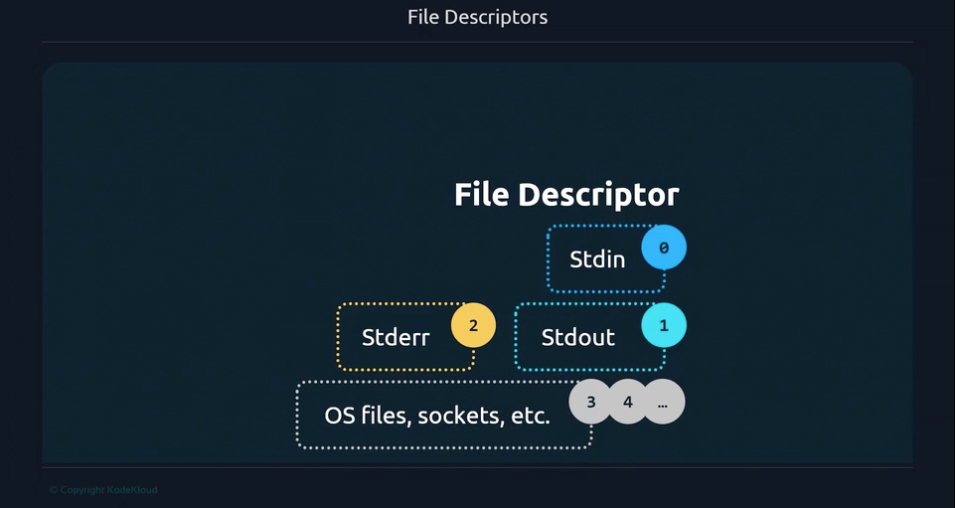 File Descriptors
File Descriptor
Stdin 0
Stderr 2
Stdout 1
OS files, sockets, etc. 3 4 ...
© Copyright KodeKloud